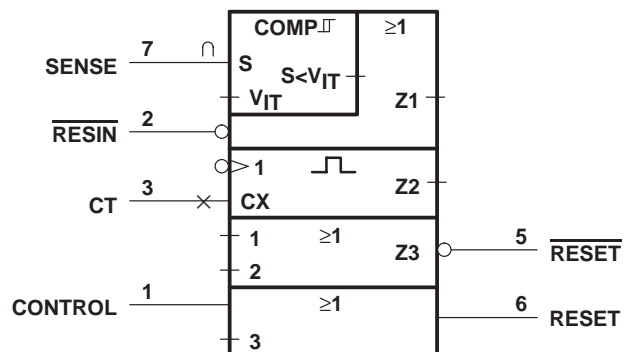 COMP
≥1
7
∩
SENSE
S
S<VIT
VIT
Z1
2
RESIN
1
Z2
3
CT
CX
1
≥1
Z3
5
RESET
2
1
CONTROL
≥1
6
RESET
3